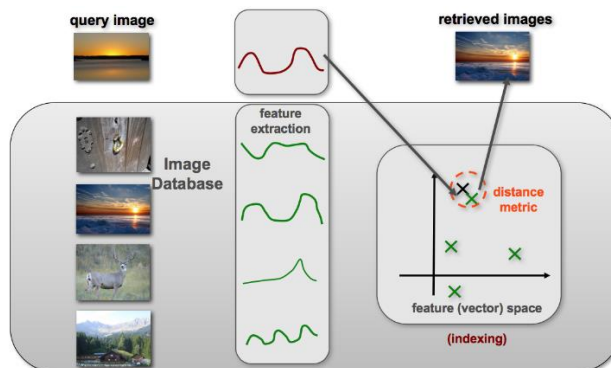 query image
retrieved images
feature
extraction
Image
Database
distance
metric
feature (vector) space
(indexing)